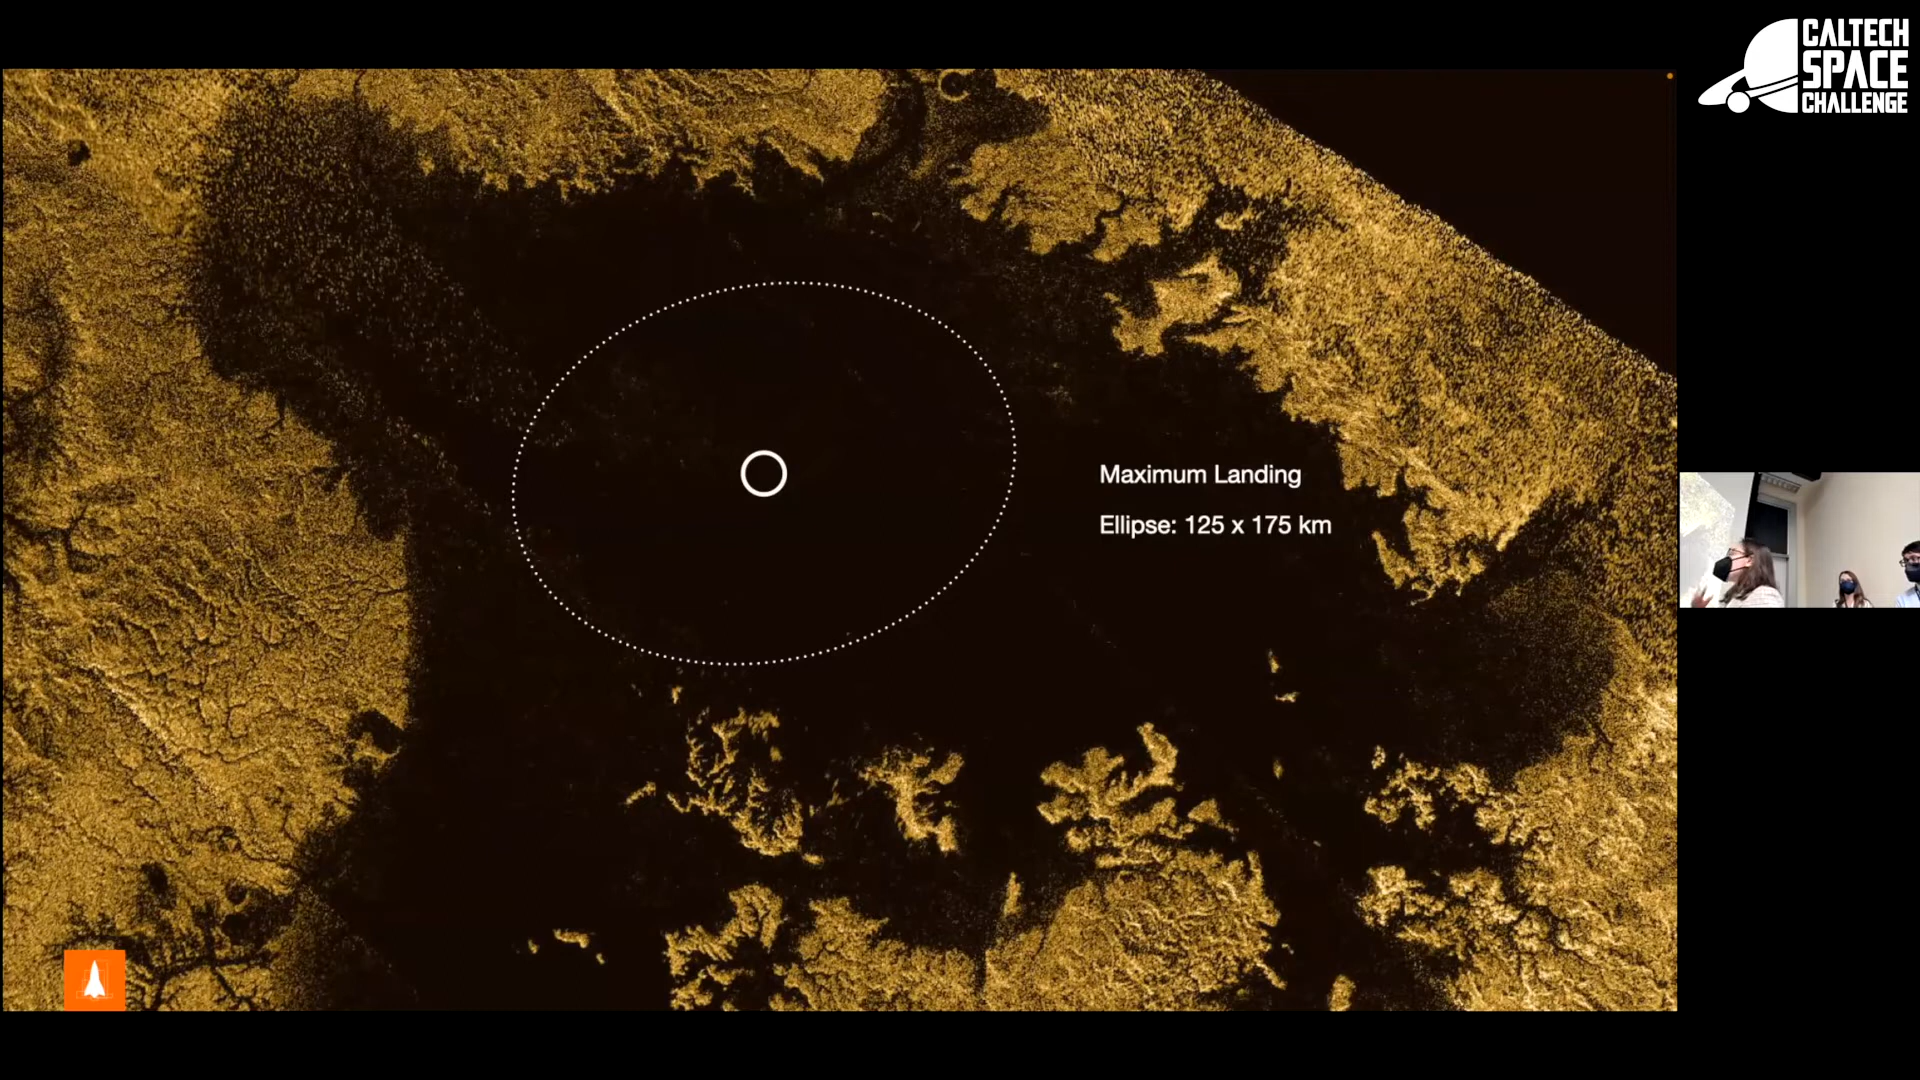 CALTECH
SPACE
CHALLENGE
Maximum Landing
Ellipse: 125 x 175 km